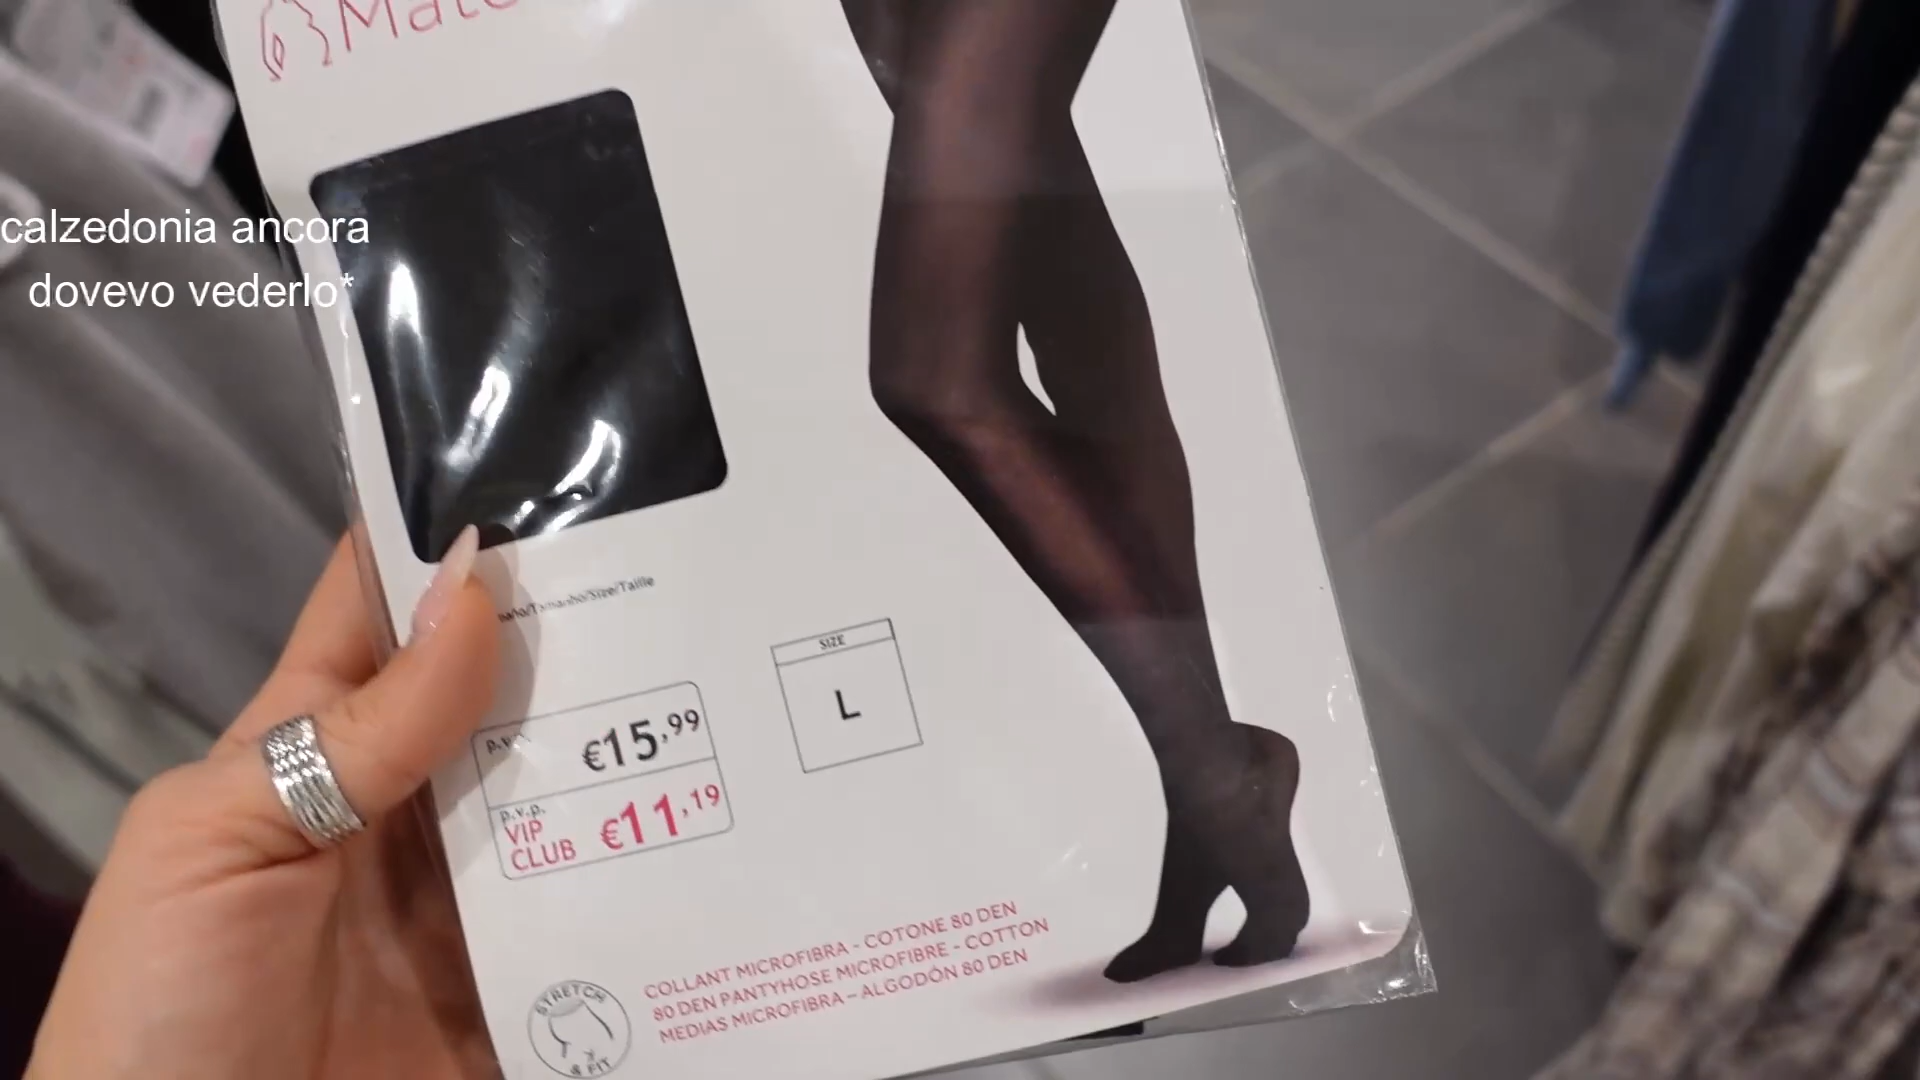 calzedonia ancora
dovevo vederlo*
Tamanho/Size/Taille
SIZE
L
€15,99
p.v.p.
VIP
CLUB €11,19
COLLANT MICROFIBRA - COTONE 80 DEN
80 DEN PANTYHOSE MICROFIBRE - COTTON
MEDIAS MICROFIBRA - ALGODÓN 80 DEN
STRETCH
& FIT